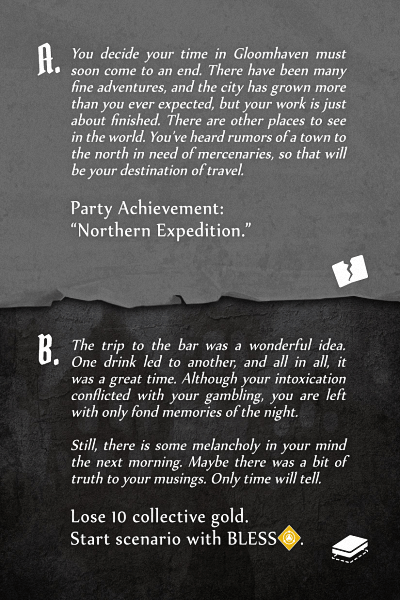 A. You decide your time in Gloomhaven must
soon come to an end. There have been many
fine adventures, and the city has grown more
than you ever expected, but your work is just
about finished. There are other places to see
in the world. You've heard rumors of a town to
the north in need of mercenaries, so that will
be your destination of travel.
Party Achievement:
“Northern Expedition.”
B. The trip to the bar was a wonderful idea.
One drink led to another, and all in all, it
was a great time. Although your intoxication
conflicted with your gambling, you are left
with only fond memories of the night.
Still, there is some melancholy in your mind
the next morning. Maybe there was a bit of
truth to your musings. Only time will tell.
Lose 10 collective gold.
Start scenario with BLESS.